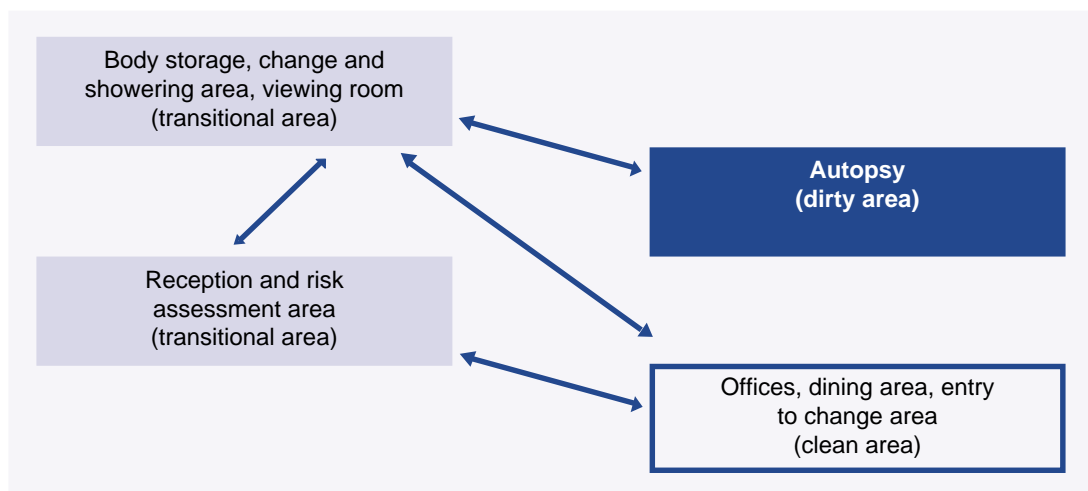 Body storage, change and
showering area, viewing room
(transitional area)
Autopsy
(dirty area)
Reception and risk
assessment area
(transitional area)
Offices, dining area, entry
to change area
(clean area)